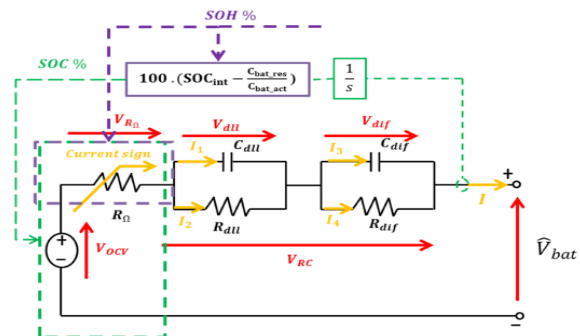 SOH %
SOC %
100 . (SOC_int − C_bat_res / C_bat_act)
1 / s
V_RΩ
V_dll
V_dif
Current sign
I_1
C_dll
I_3
C_dif
R_Ω
I_2
R_dll
I_4
R_dif
I
+
+
−
V_OCV
V_RC
V̂_bat
−